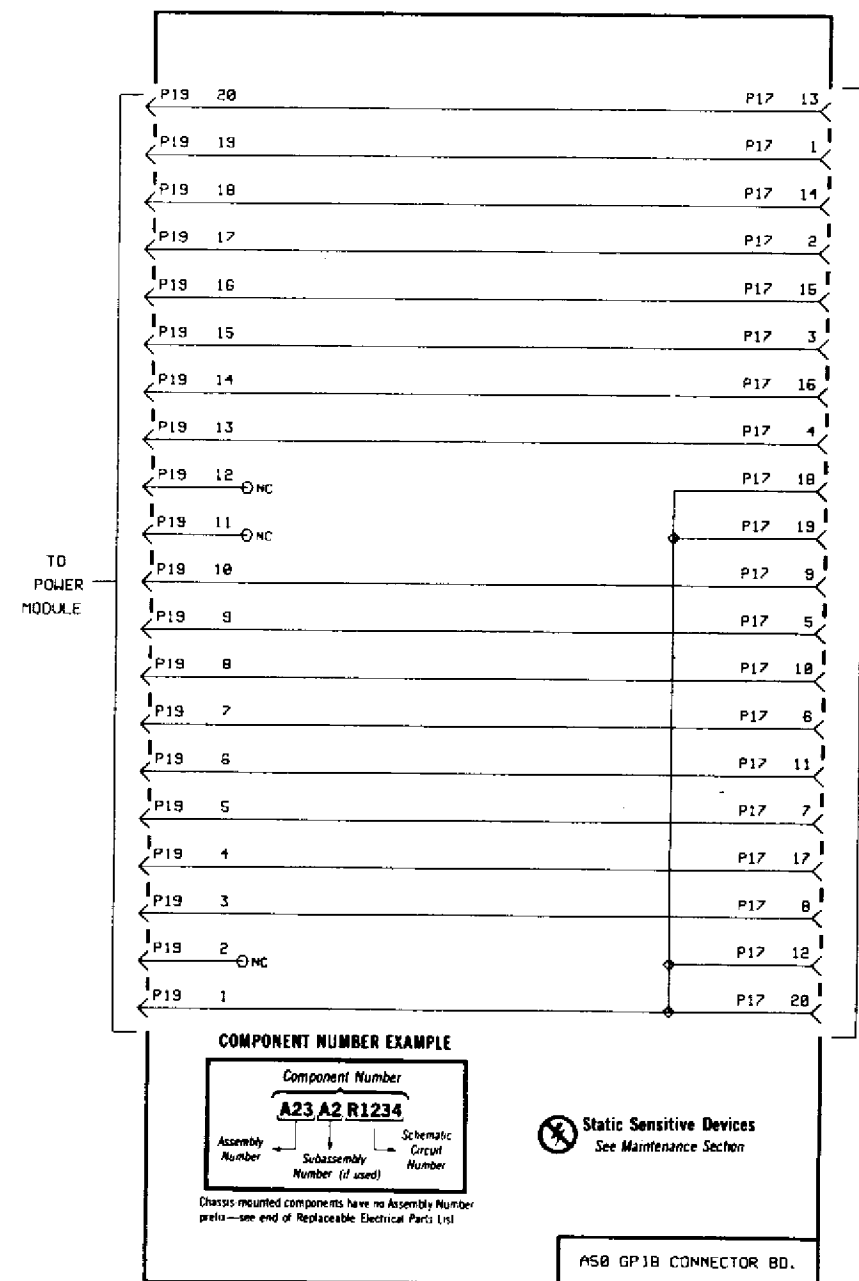 P19 20 P17 13
P19 19 P17 1
P19 18 P17 14
P19 17 P17 2
P19 16 P17 15
P19 15 P17 3
P19 14 P17 16
P19 13 P17 4
P19 12 NC P17 18
P19 11 NC P17 19
TO
POWER
MODULE
P19 10 P17 9
P19 9 P17 5
P19 8 P17 10
P19 7 P17 6
P19 6 P17 11
P19 5 P17 7
P19 4 P17 17
P19 3 P17 8
P19 2 NC P17 12
P19 1 P17 20
COMPONENT NUMBER EXAMPLE
Component Number
A23 A2 R1234
Assembly
Number
Subassembly
Number (if used)
Schematic
Circuit
Number
Chassis-mounted components have no Assembly Number
prefix—see end of Replaceable Electrical Parts List
Static Sensitive Devices
See Maintenance Section
A50 GPIB CONNECTOR BD.